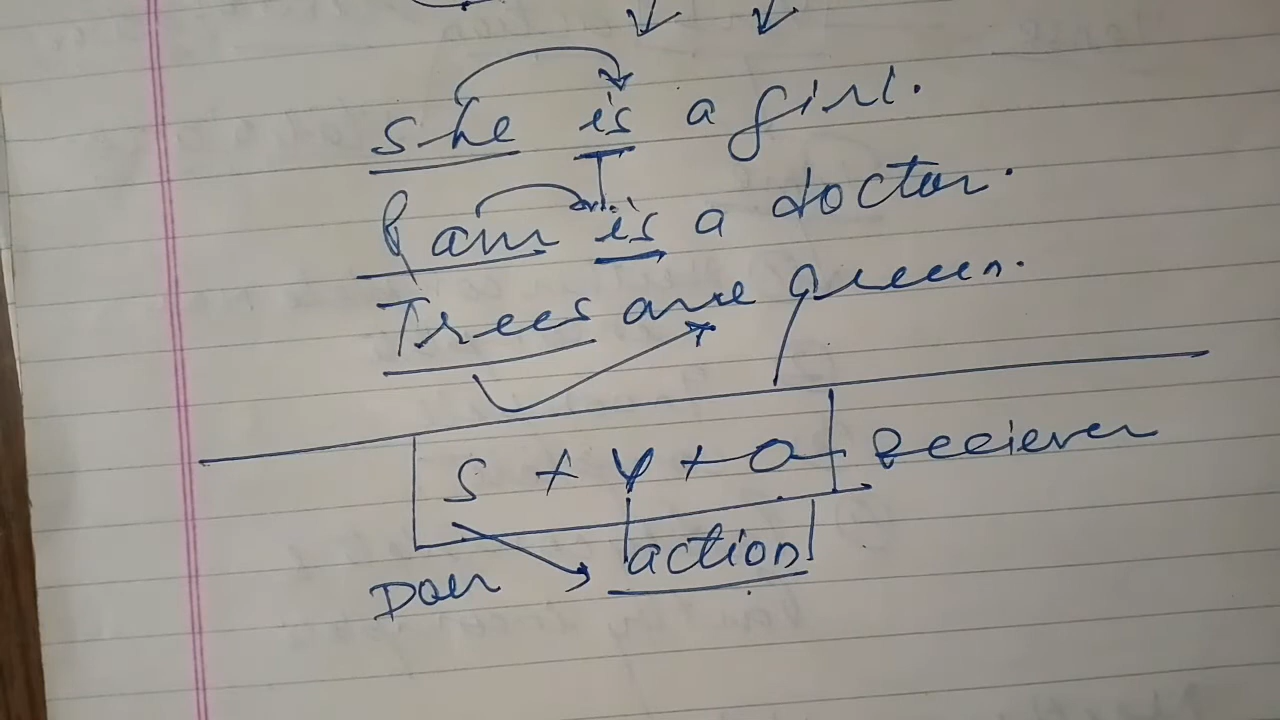 She is a girl.
Ram is a doctor.
Trees are green.
S + V + O - Reciever
Doer action